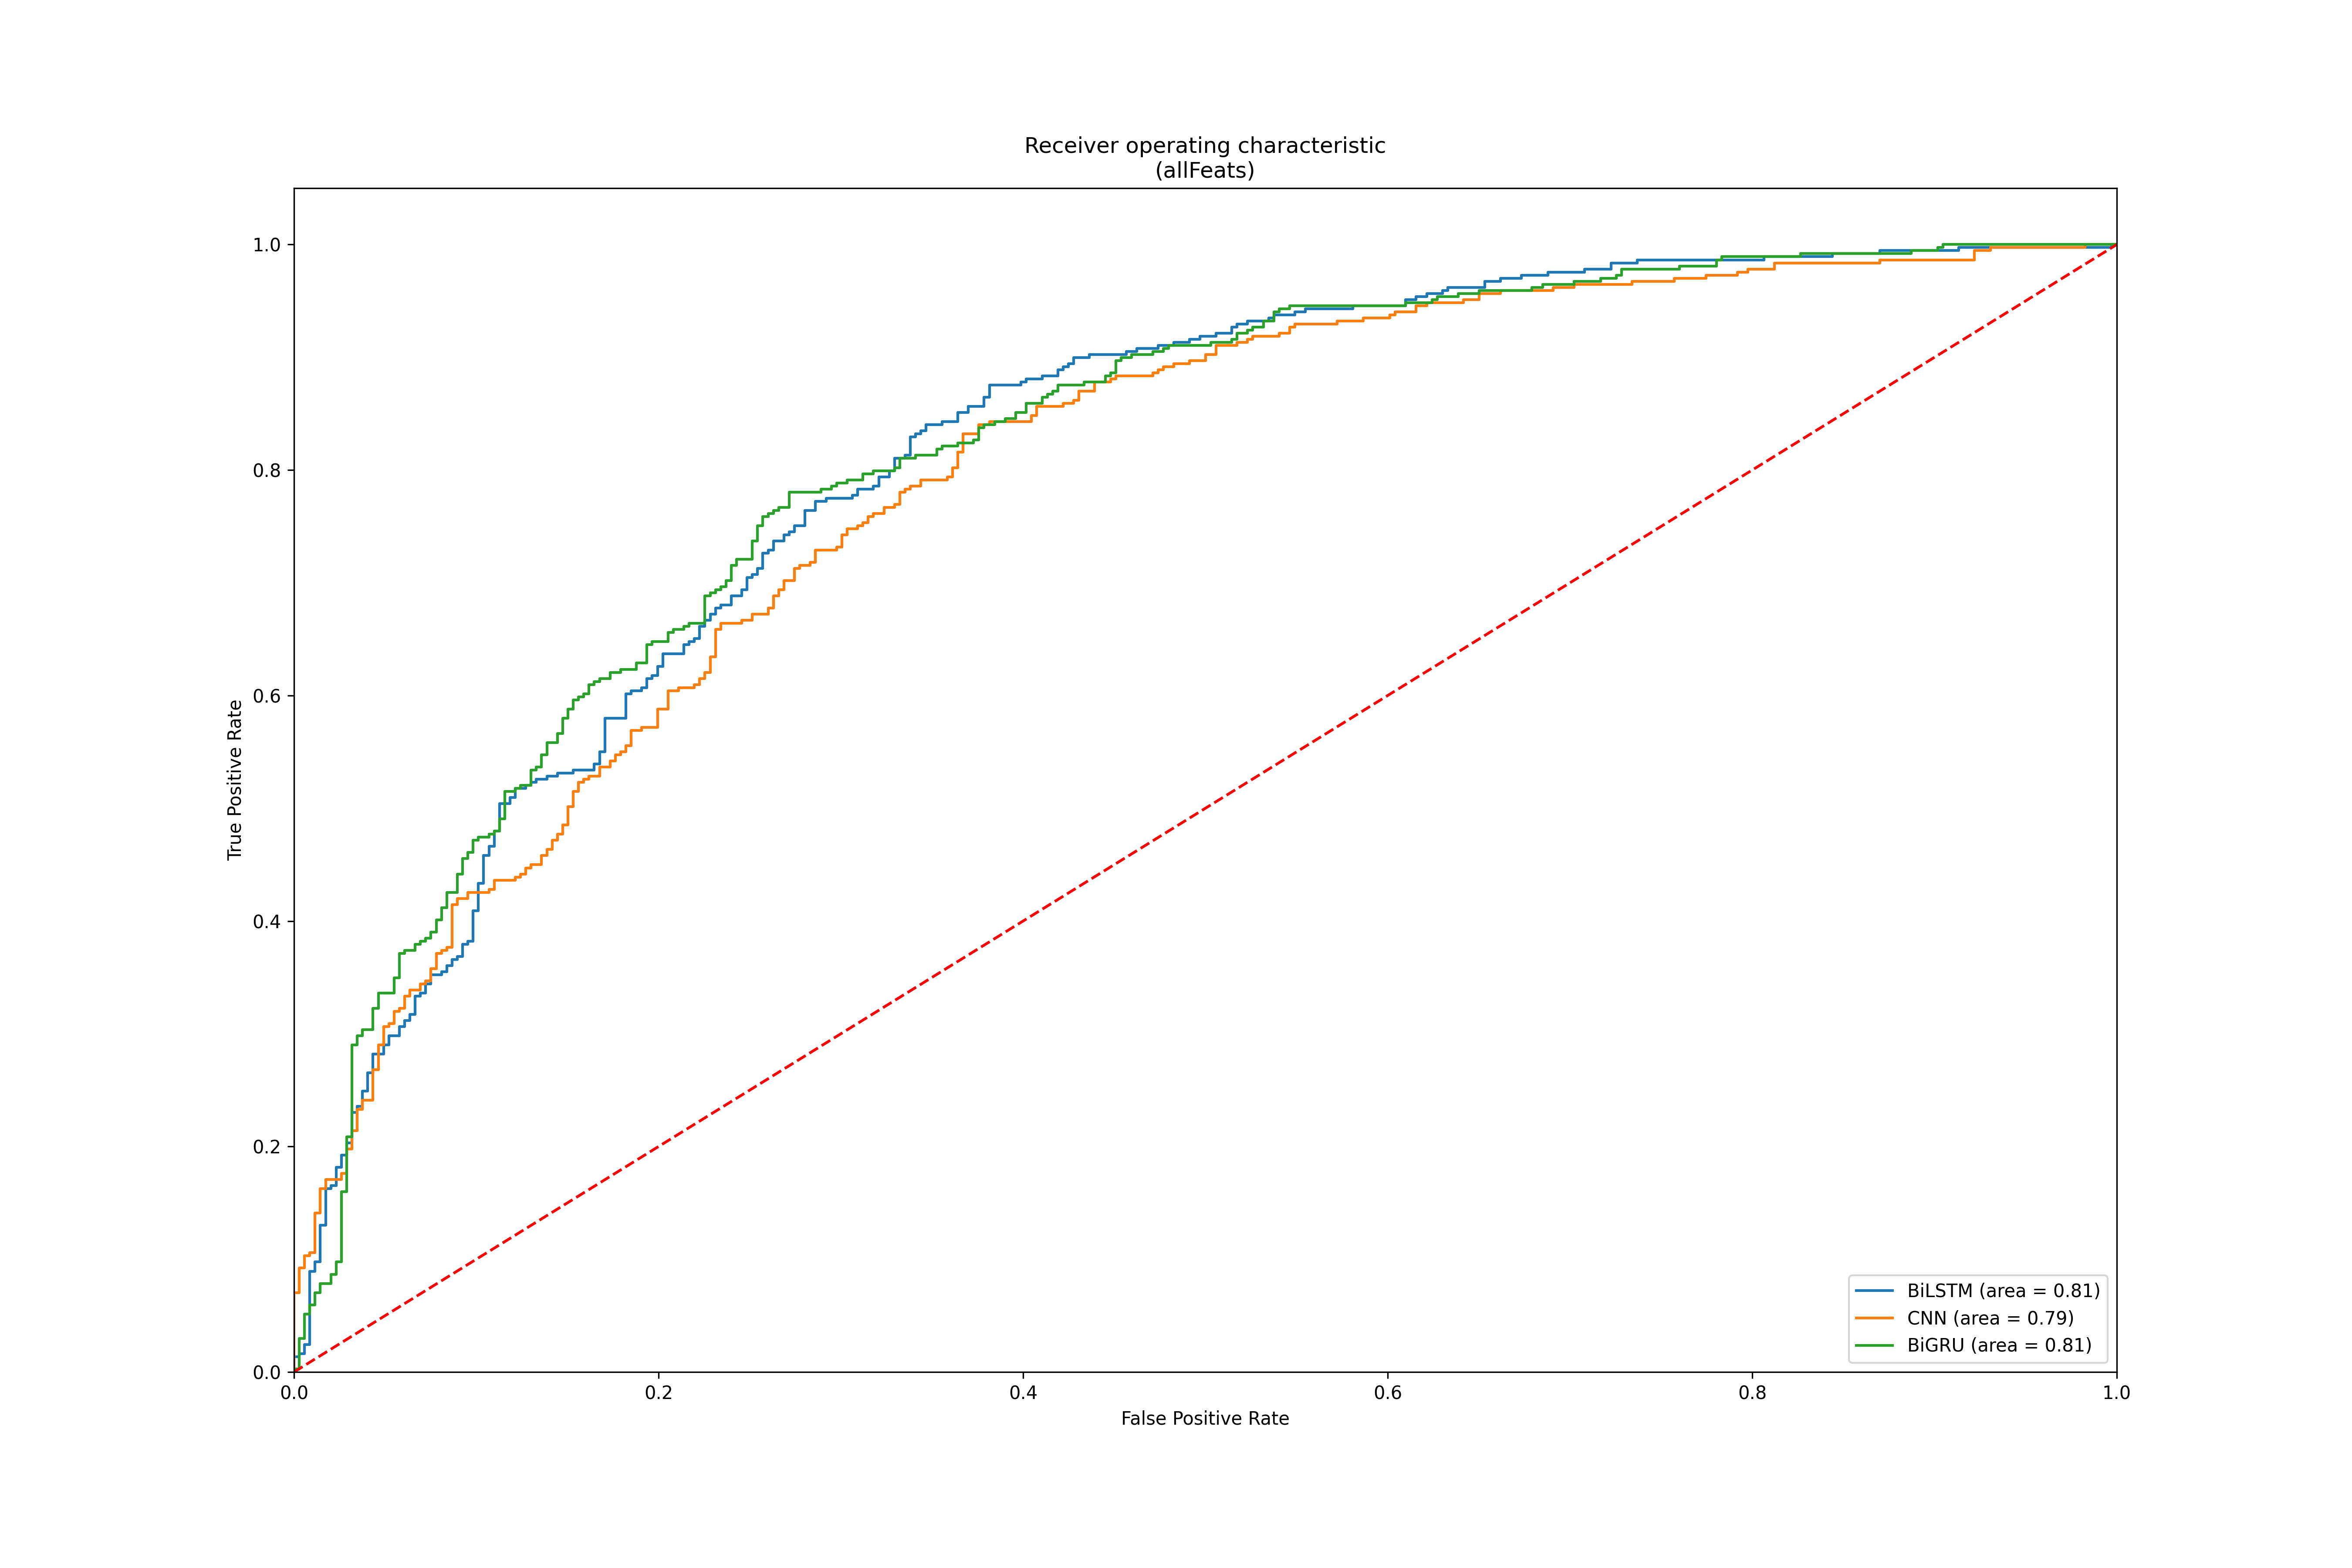 Receiver operating characteristic
(allFeats)
1.0
0.8
0.6
0.4
0.2
0.0
True Positive Rate
0.0 0.2 0.4 0.6 0.8 1.0
False Positive Rate
BiLSTM (area = 0.81)
CNN (area = 0.79)
BiGRU (area = 0.81)